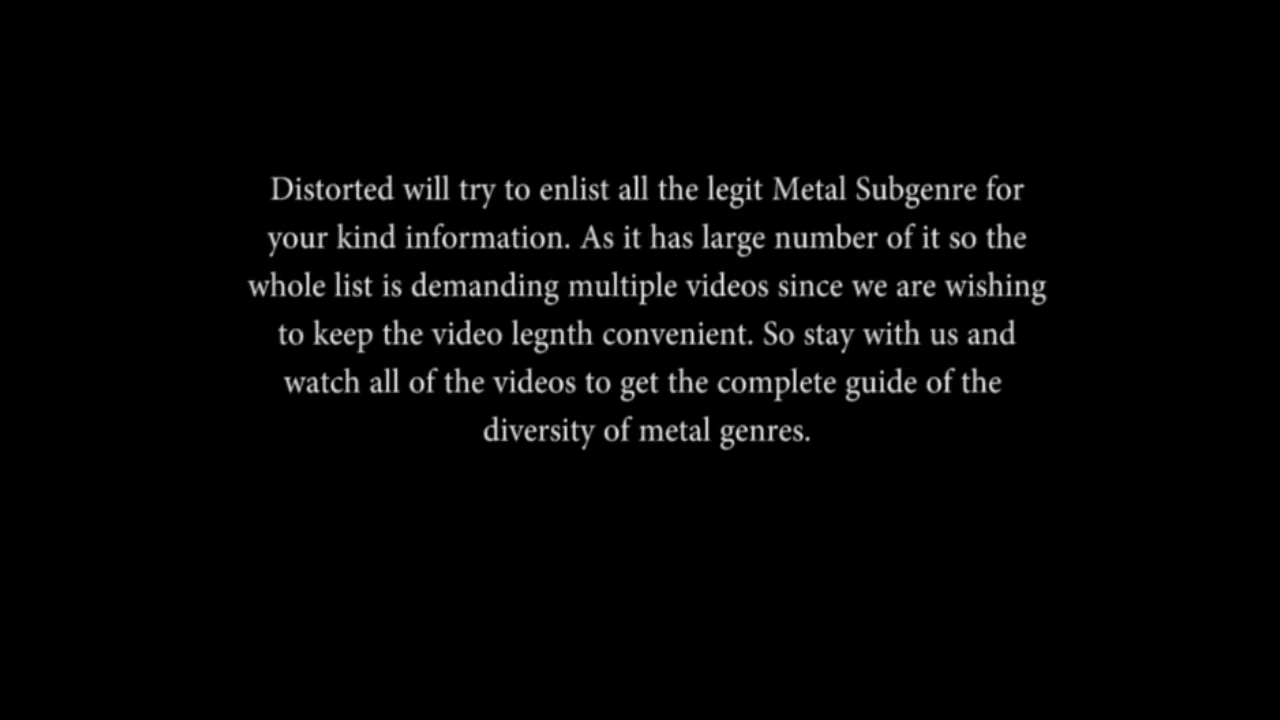 Distorted will try to enlist all the legit Metal Subgenre for
your kind information. As it has large number of it so the
whole list is demanding multiple videos since we are wishing
to keep the video legnth convenient. So stay with us and
watch all of the videos to get the complete guide of the
diversity of metal genres.